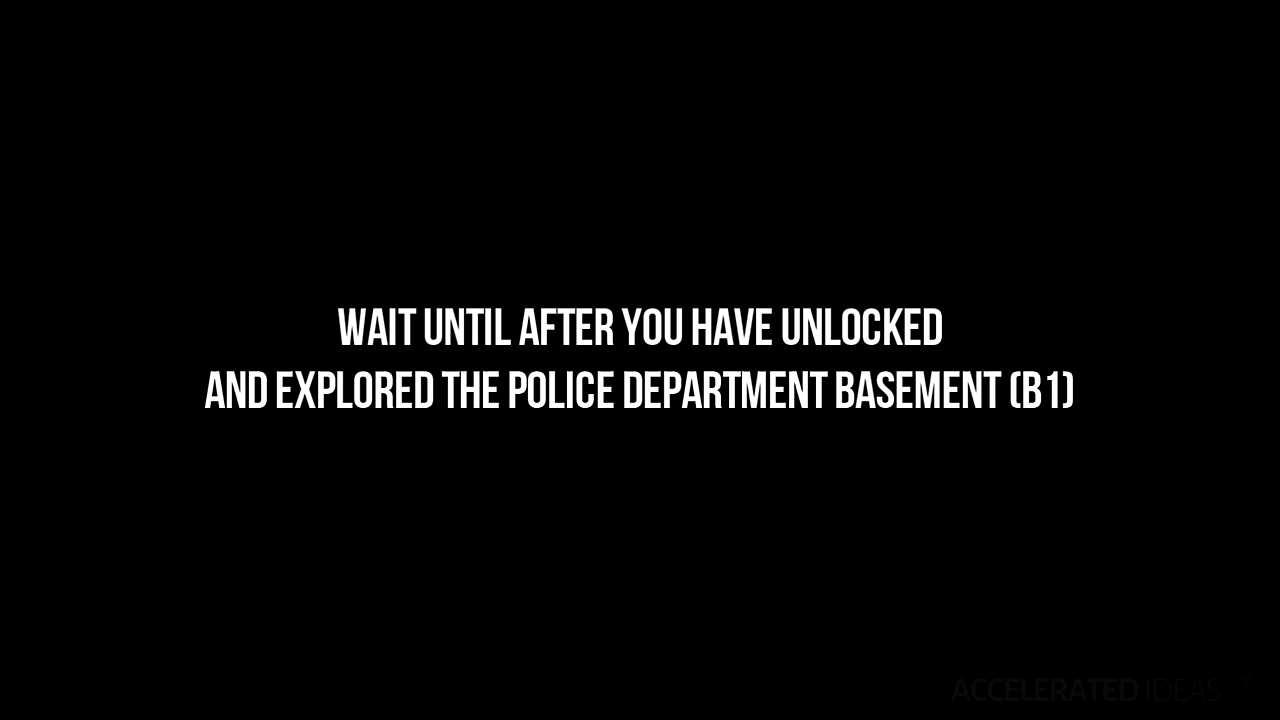 WAIT UNTIL AFTER YOU HAVE UNLOCKED
AND EXPLORED THE POLICE DEPARTMENT BASEMENT (B1)
ACCELERATED IDEAS